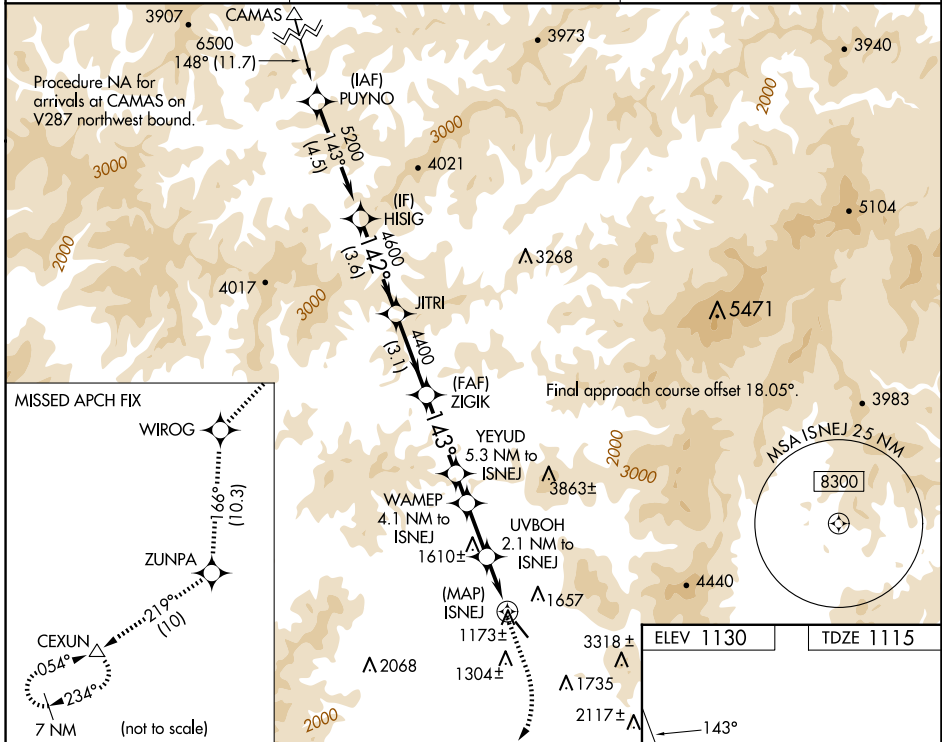 3907
CAMAS
6500
148° (11.7)
3973
3940
Procedure NA for
arrivals at CAMAS on
V287 northwest bound.
(IAF)
PUYNO
2000
5200
143°
(4.5)
3000
3000
4021
(IF)
HISIG
5104
2000
4600
142°
(3.6)
3268
4017
3000
JITRI
5471
4400
(3.1)
(FAF)
ZIGIK
Final approach course offset 18.05°.
3983
MISSED APCH FIX
WIROG
143°
YEYUD
5.3 NM to
ISNEJ
2000
3000
MSA ISNEJ 25 NM
8300
3863±
166°
(10.3)
WAMEP
4.1 NM to
ISNEJ
UVBOH
2.1 NM to
ISNEJ
1610±
ZUNPA
4440
(MAP)
ISNEJ
1657
219°
(10)
1173±
CEXUN
054°
234°
7 NM
(not to scale)
2068
1304±
3318±
ELEV 1130
TDZE 1115
1735
2000
2117±
143°